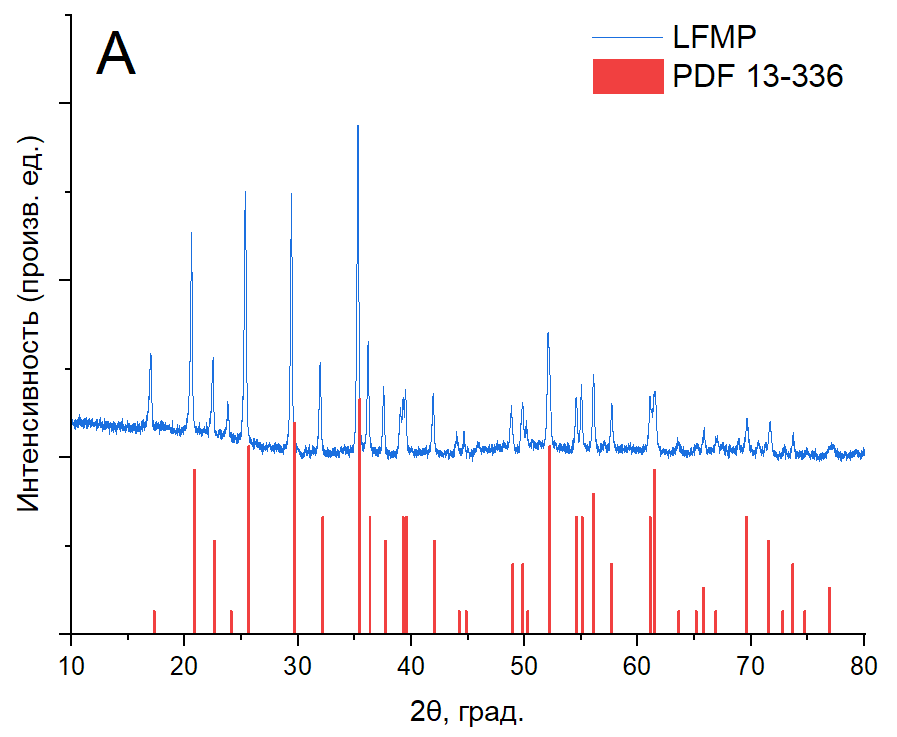 A
LFMP
PDF 13-336
Интенсивность (произв. ед.)
10 20 30 40 50 60 70 80
2θ, град.